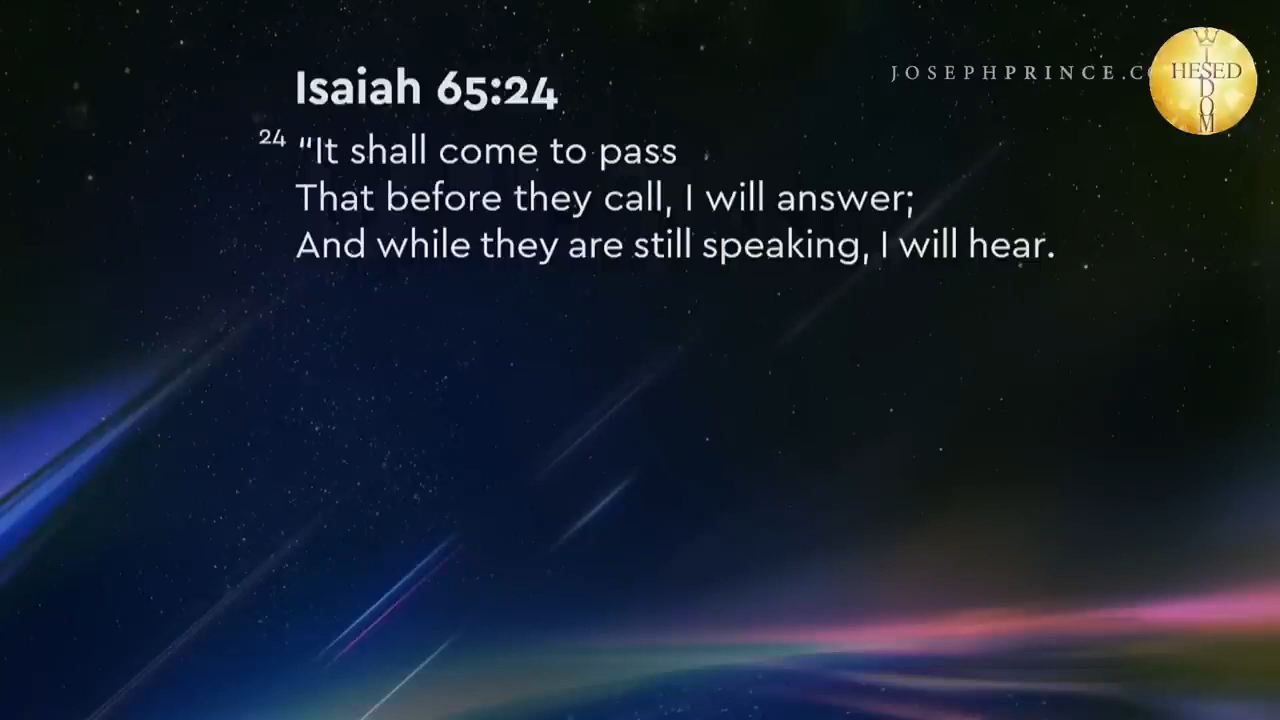 Isaiah 65:24
JOSEPHPRINCE.C
HESED
24 "It shall come to pass
That before they call, I will answer;
And while they are still speaking, I will hear.